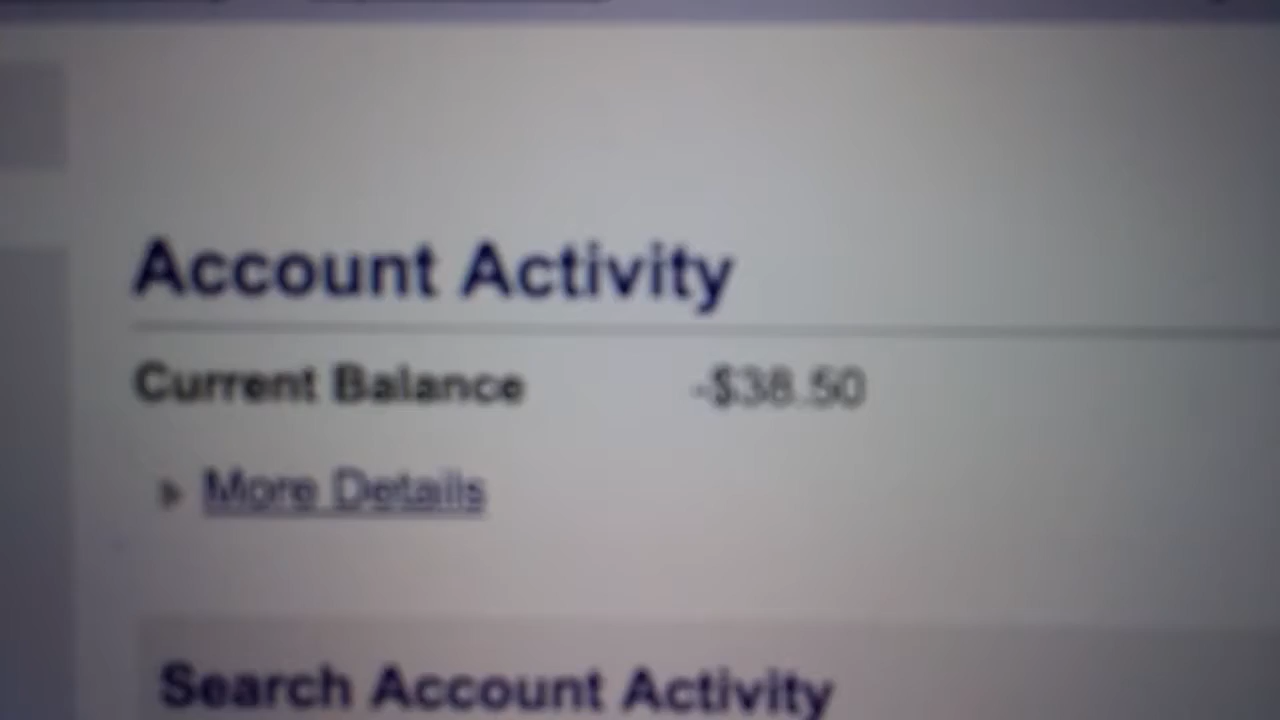 Account Activity
Current Balance -$38.50
More Details
Search Account Activity